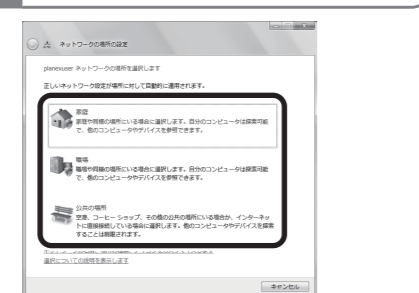 ネットワークの場所の設定
planexuser ネットワークの場所を選択します
正しいネットワーク設定が場所に対して自動的に適用されます。
家庭
家庭や同様の場所にいる場合に選択します。自分のコンピュータは探索可能
で、他のコンピュータやデバイスを参照できます。
職場
職場や同様の場所にいる場合に選択します。自分のコンピュータは探索可能
で、他のコンピュータやデバイスを参照できます。
公共の場所
空港、コーヒー ショップ、その他の公共の場所にいる場合か、インターネッ
トに直接接続している場合に選択します。他のコンピュータやデバイスを探索
することは制限されます。
選択についての説明を表示します
キャンセル